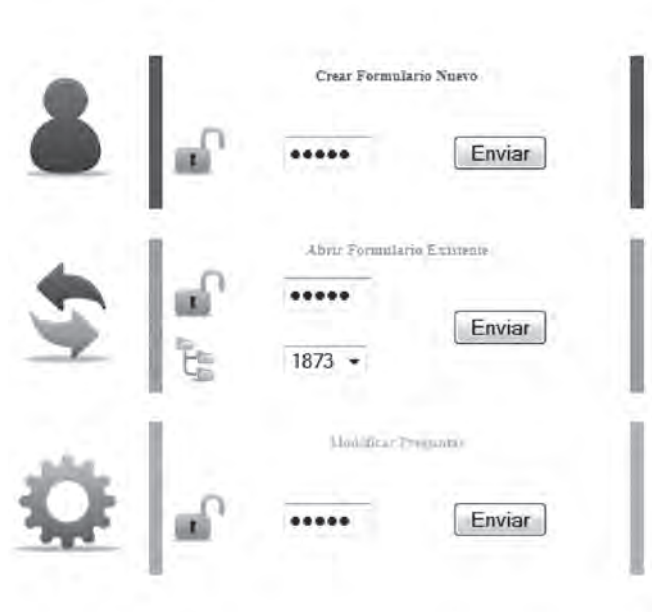 Crear Formulario Nuevo
••••• Enviar
Abrir Formulario Existente
•••••
Enviar
1873
Modificar Preguntas
••••• Enviar